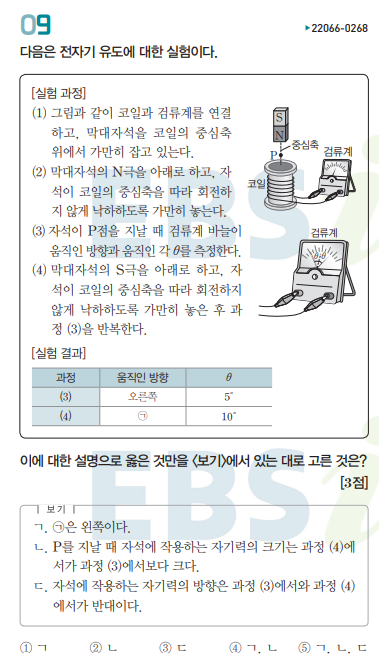 09
▶22066-0268
다음은 전자기 유도에 대한 실험이다.
[실험 과정]
(1) 그림과 같이 코일과 검류계를 연결
하고, 막대자석을 코일의 중심축
위에서 가만히 잡고 있는다.
(2) 막대자석의 N극을 아래로 하고, 자
석이 코일의 중심축을 따라 회전하
지 않게 낙하하도록 가만히 놓는다.
(3) 자석이 P점을 지날 때 검류계 바늘이
움직인 방향과 움직인 각 θ를 측정한다.
(4) 막대자석의 S극을 아래로 하고, 자
석이 코일의 중심축을 따라 회전하지
않게 낙하하도록 가만히 놓은 후 과
정 (3)을 반복한다.
S
N
중심축
P
검류계
코일
검류계
[실험 결과]
과정 움직인 방향 θ
(3) 오른쪽 5°
(4) ㉠ 10°
이에 대한 설명으로 옳은 것만을 <보기>에서 있는 대로 고른 것은?
[3점]
보기
ㄱ. ㉠은 왼쪽이다.
ㄴ. P를 지날 때 자석에 작용하는 자기력의 크기는 과정 (4)에
서가 과정 (3)에서보다 크다.
ㄷ. 자석에 작용하는 자기력의 방향은 과정 (3)에서와 과정 (4)
에서가 반대이다.
① ㄱ ② ㄴ ③ ㄷ ④ ㄱ, ㄴ ⑤ ㄱ, ㄴ, ㄷ
EBSi
EBSi